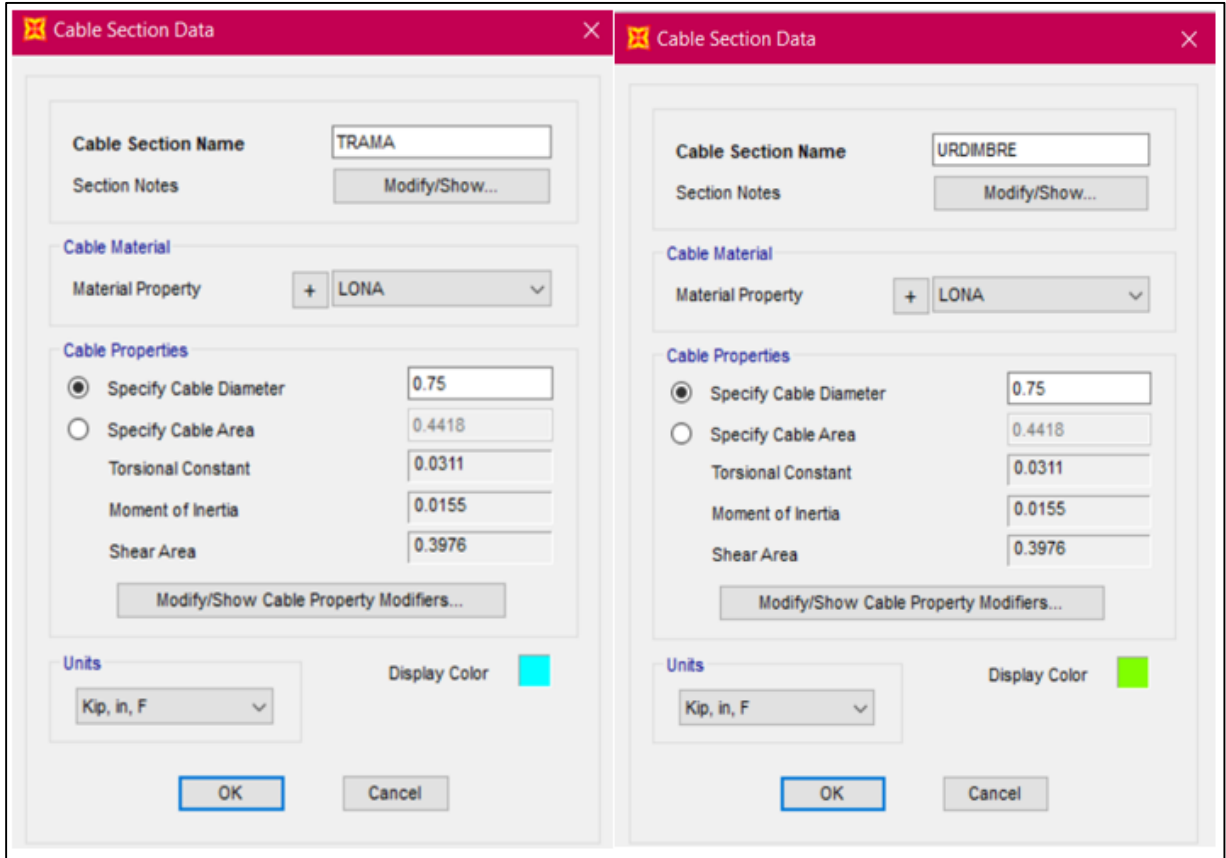 Cable Section Data
Cable Section Name TRAMA
Section Notes Modify/Show...
Cable Material
Material Property + LONA
Cable Properties
Specify Cable Diameter 0.75
Specify Cable Area 0.4418
Torsional Constant 0.0311
Moment of Inertia 0.0155
Shear Area 0.3976
Modify/Show Cable Property Modifiers...
Units
Display Color
Kip, in, F
OK Cancel
Cable Section Data
Cable Section Name URDIMBRE
Section Notes Modify/Show...
Cable Material
Material Property + LONA
Cable Properties
Specify Cable Diameter 0.75
Specify Cable Area 0.4418
Torsional Constant 0.0311
Moment of Inertia 0.0155
Shear Area 0.3976
Modify/Show Cable Property Modifiers...
Units
Display Color
Kip, in, F
OK Cancel